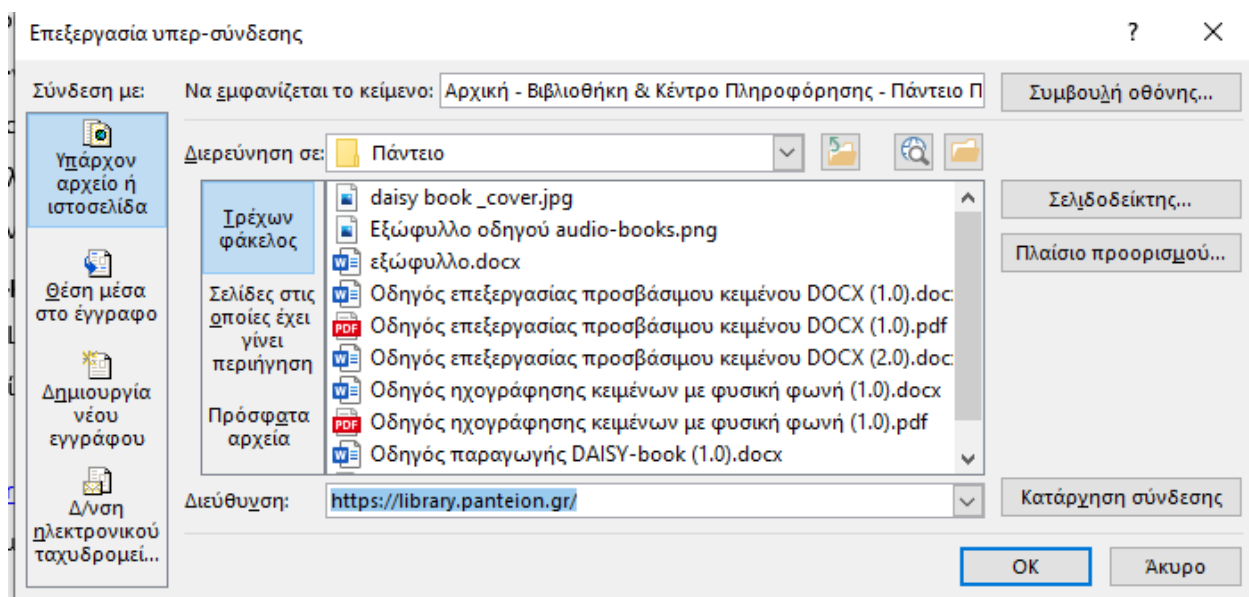 Επεξεργασία υπερ-σύνδεσης
?
Σύνδεση με:
Να εμφανίζεται το κείμενο:
Αρχική - Βιβλιοθήκη & Κέντρο Πληροφόρησης - Πάντειο Π
Συμβουλή οθόνης...
Υπάρχον
αρχείο ή
ιστοσελίδα
Θέση μέσα
στο έγγραφο
Δημιουργία
νέου
εγγράφου
Δ/νση
ηλεκτρονικού
ταχυδρομεί...
Διερεύνηση σε:
Πάντειο
Τρέχων
φάκελος
Σελίδες στις
οποίες έχει
γίνει
περιήγηση
Πρόσφατα
αρχεία
daisy book _cover.jpg
Εξώφυλλο οδηγού audio-books.png
εξώφυλλο.docx
Οδηγός επεξεργασίας προσβάσιμου κειμένου DOCX (1.0).doc
Οδηγός επεξεργασίας προσβάσιμου κειμένου DOCX (1.0).pdf
Οδηγός επεξεργασίας προσβάσιμου κειμένου DOCX (2.0).doc
Οδηγός ηχογράφησης κειμένων με φυσική φωνή (1.0).docx
Οδηγός ηχογράφησης κειμένων με φυσική φωνή (1.0).pdf
Οδηγός παραγωγής DAISY-book (1.0).docx
Σελιδοδείκτης...
Πλαίσιο προορισμού...
Διεύθυνση:
https://library.panteion.gr/
Κατάρχηση σύνδεσης
OK
Άκυρο